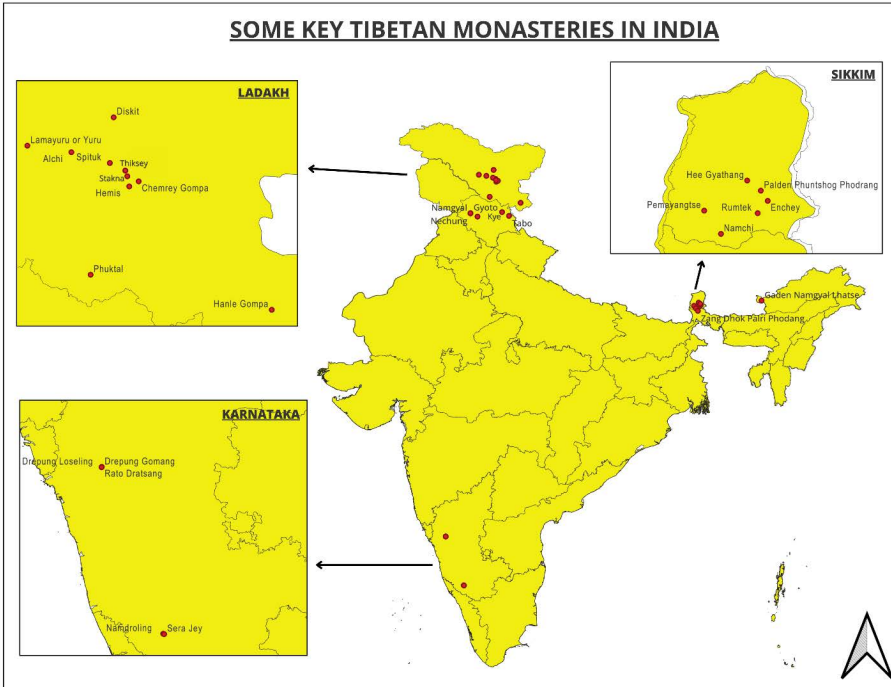 SOME KEY TIBETAN MONASTERIES IN INDIA
LADAKH
Diskit
Lamayuru or Yuru
Alchi
Spituk
Thiksey
Stakna
Hemis
Chemrey Gompa
Phuktal
Hanle Gompa
SIKKIM
Hee Gyathang
Palden Phuntshog Phodrang
Pemayangtse
Rumtek
Enchey
Namchi
Namgyal
Gyoto
Nechung
Kye
Tabo
Gaden Namgyal Lhatse
Zang Dhok Palri Phodang
KARNATAKA
Drepung Loseling
Drepung Gomang
Rato Dratsang
Namdroling
Sera Jey